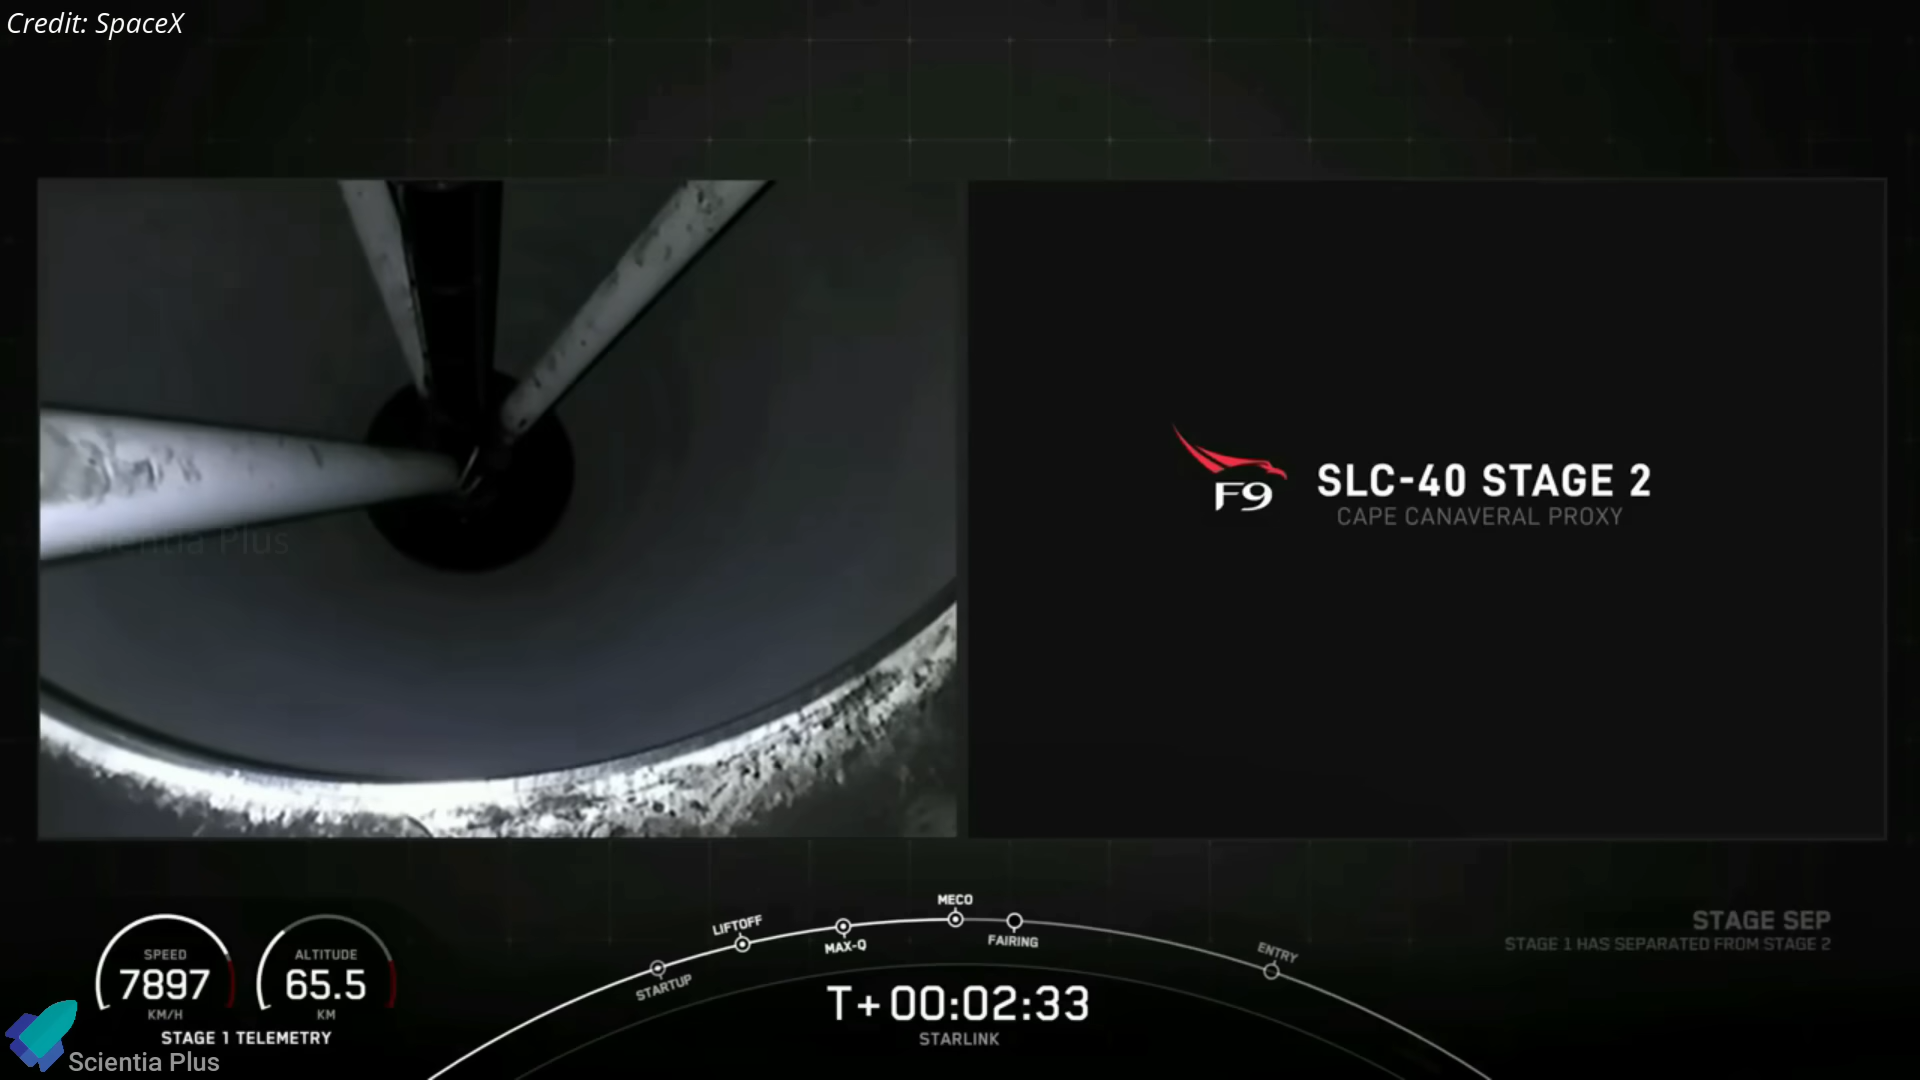 Credit: SpaceX
Scientia Plus
F9
SLC-40 STAGE 2
CAPE CANAVERAL PROXY
SPEED
7897
KM/H
ALTITUDE
65.5
KM
STAGE 1 TELEMETRY
STARTUP
LIFTOFF
MAX-Q
MECO
FAIRING
ENTRY
T+00:02:33
STARLINK
STAGE SEP
STAGE 1 HAS SEPARATED FROM STAGE 2
Scientia Plus